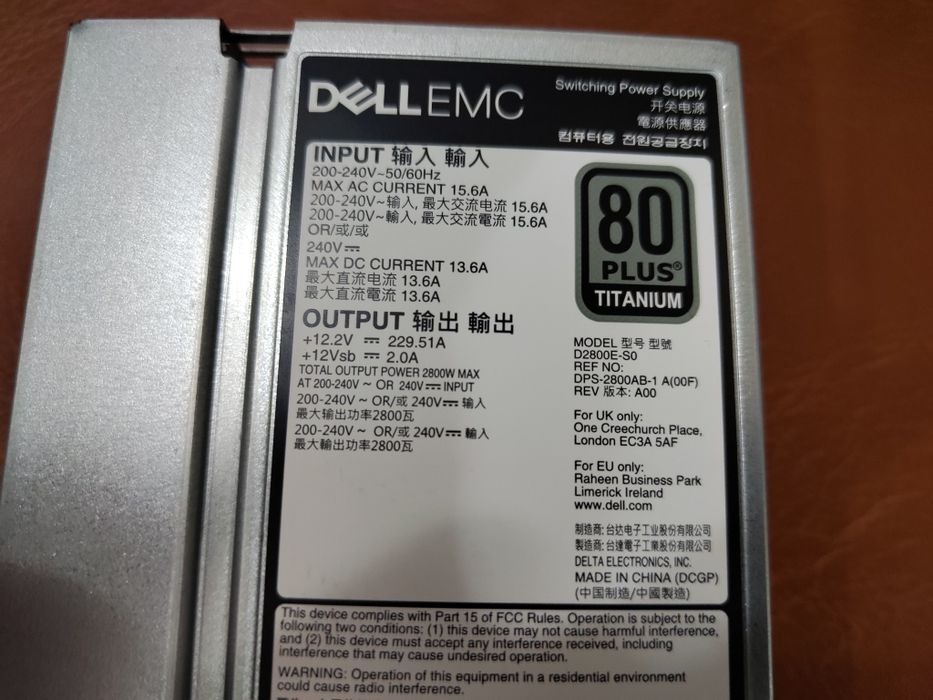 DELLEMC
Switching Power Supply
开关电源
電源供應器
컴퓨터용 전원공급장치
INPUT 输入 輸入
200-240V~50/60Hz
MAX AC CURRENT 15.6A
200-240V~输入, 最大交流电流 15.6A
200-240V~輸入, 最大交流電流 15.6A
OR/或/或
240V⎓
MAX DC CURRENT 13.6A
最大直流电流 13.6A
最大直流電流 13.6A
80
PLUS®
TITANIUM
OUTPUT 输出 輸出
+12.2V ⎓ 229.51A
+12Vsb ⎓ 2.0A
TOTAL OUTPUT POWER 2800W MAX
AT 200-240V ~ OR 240V⎓ INPUT
200-240V ~ OR/或 240V⎓ 输入
最大输出功率2800瓦
200-240V ~ OR/或 240V⎓ 輸入
最大輸出功率2800瓦
MODEL 型号 型號
D2800E-S0
REF NO:
DPS-2800AB-1 A(00F)
REV 版本: A00
For UK only:
One Creechurch Place,
London EC3A 5AF
For EU only:
Raheen Business Park
Limerick Ireland
www.dell.com
制造商: 台达电子工业股份有限公司
製造商: 台達電子工業股份有限公司
DELTA ELECTRONICS, INC.
MADE IN CHINA (DCGP)
(中国制造/中國製造)
This device complies with Part 15 of FCC Rules. Operation is subject to the
following two conditions: (1) this device may not cause harmful interference,
and (2) this device must accept any interference received, including
interference that may cause undesired operation.
WARNING: Operation of this equipment in a residential environment
could cause radio interference.